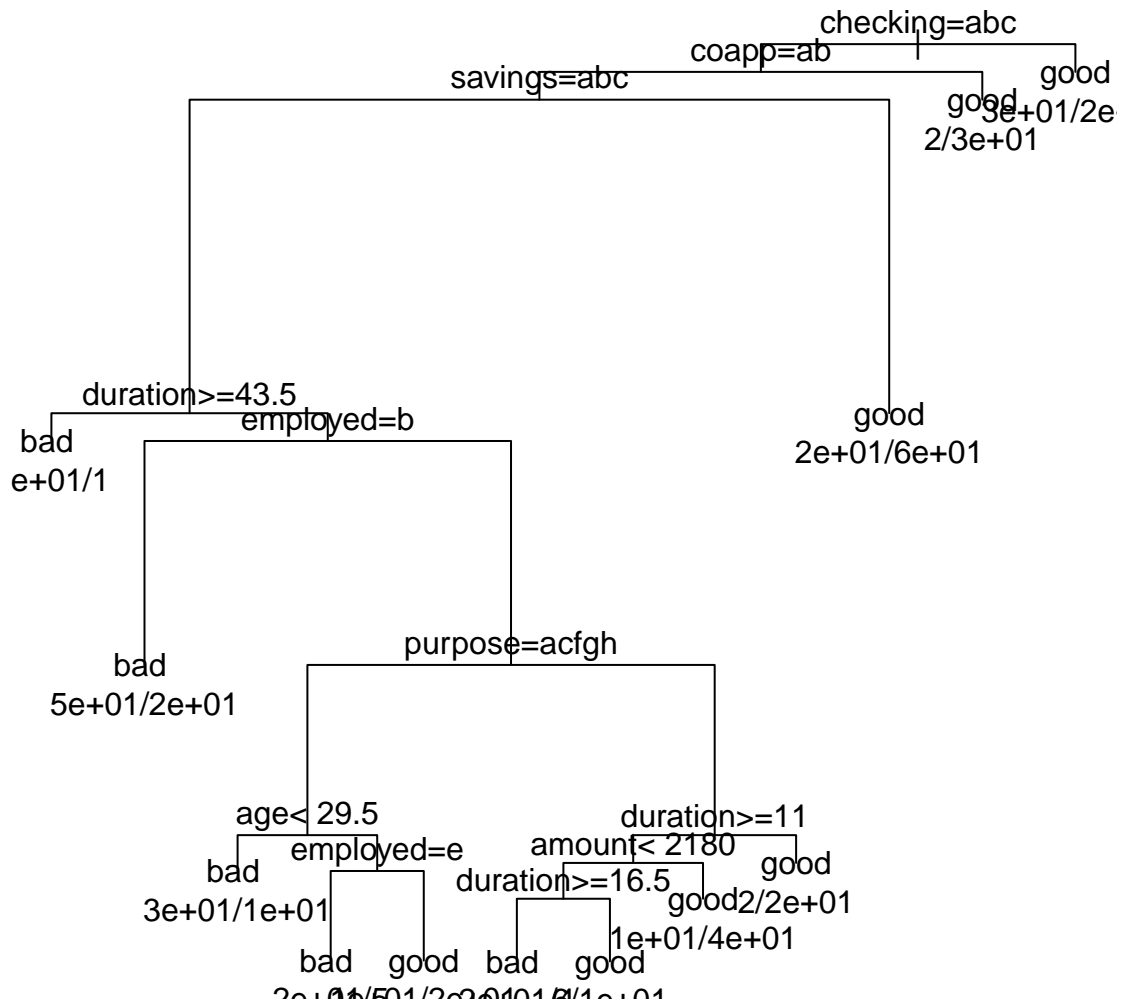 checking=abc
coapp=ab
good
savings=abc
good
3e+01/2e
2/3e+01
duration>=43.5
employed=b
good
bad
2e+01/6e+01
e+01/1
purpose=acfgh
bad
5e+01/2e+01
age< 29.5
duration>=11
employed=e
amount< 2180
good
bad
duration>=16.5
good
2/2e+01
3e+01/1e+01
1e+01/4e+01
bad
good
bad
good